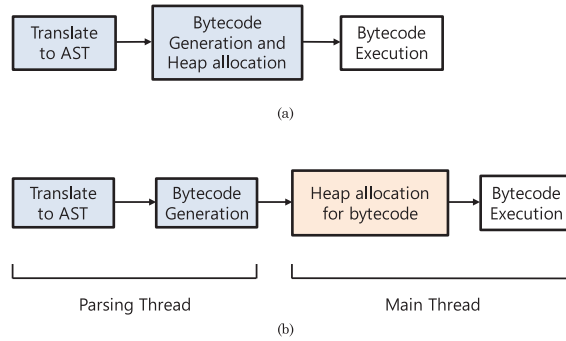 Translate
to AST
Bytecode
Generation and
Heap allocation
Bytecode
Execution
(a)
Translate
to AST
Bytecode
Generation
Heap allocation
for bytecode
Bytecode
Execution
Parsing Thread
Main Thread
(b)